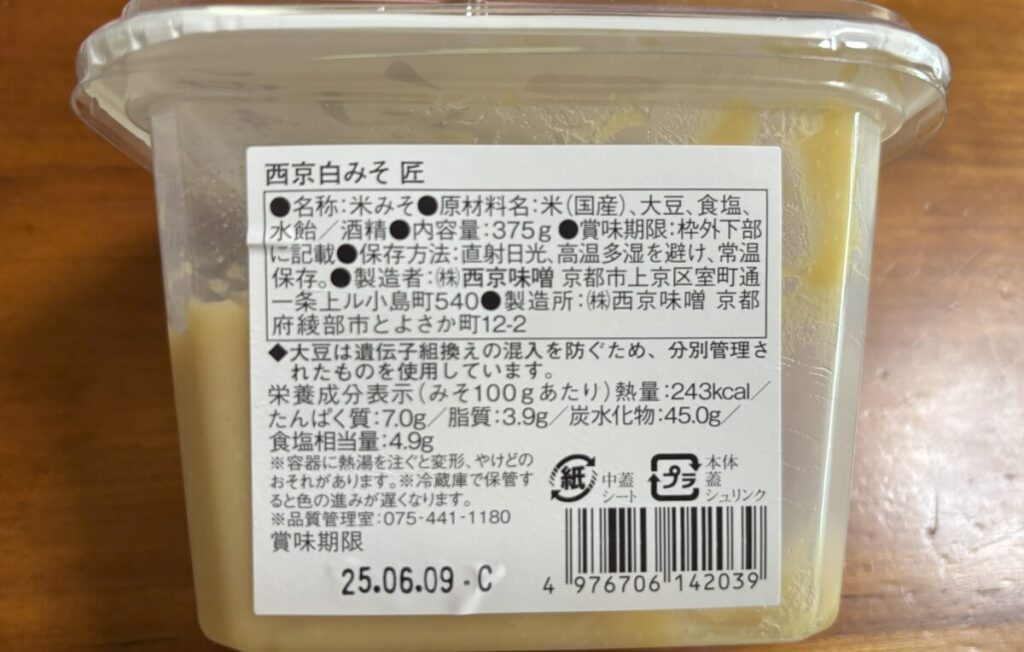 西京白みそ 匠
●名称:米みそ●原材料名:米(国産)、大豆、食塩、
水飴/酒精●内容量:375g●賞味期限:枠外下部
に記載●保存方法:直射日光、高温多湿を避け、常温
保存。●製造者:㈱西京味噌 京都市上京区室町通
一条上ル小島町540●製造所:㈱西京味噌 京都
府綾部市とよさか町12-2
◆大豆は遺伝子組換えの混入を防ぐため、分別管理さ
れたものを使用しています。
栄養成分表示(みそ100gあたり)熱量:243kcal/
たんぱく質:7.0g/脂質:3.9g/炭水化物:45.0g/
食塩相当量:4.9g
※容器に熱湯を注ぐと変形、やけどの
おそれがあります。※冷蔵庫で保管す
ると色の進みが遅くなります。
※品質管理室:075-441-1180
紙 中蓋
シート
プラ 本体
蓋
シュリンク
賞味期限
25.06.09・C
4 976706 142039